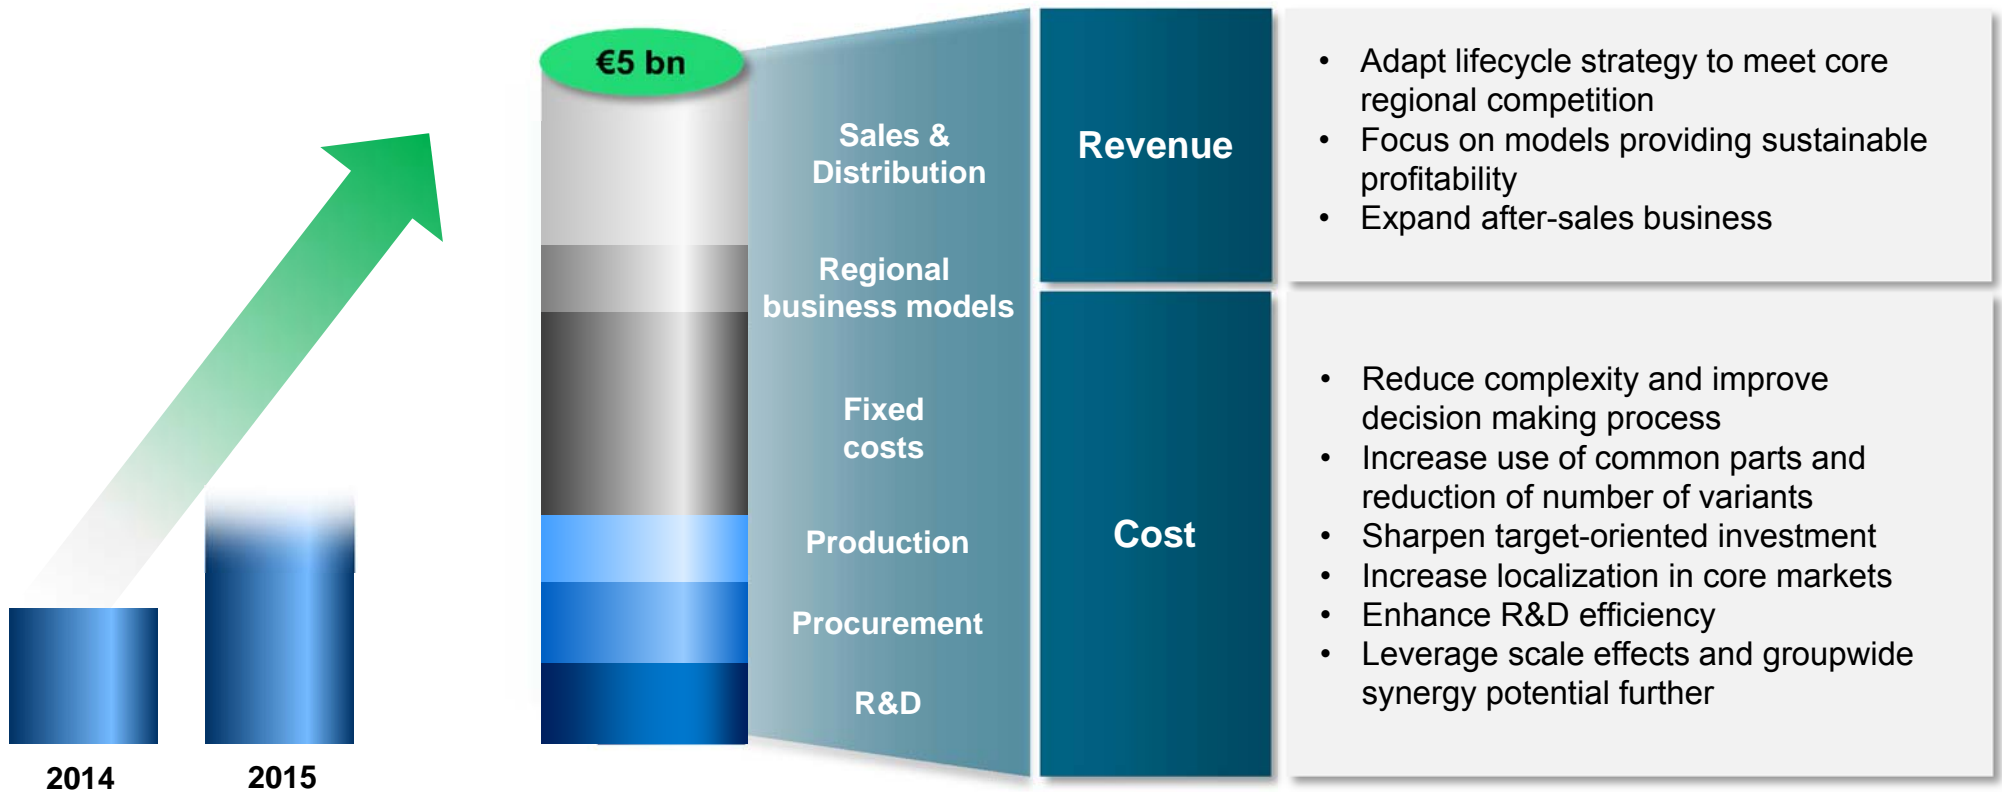 €5 bn
Sales &
Distribution
Regional
business models
Fixed
costs
Production
Procurement
R&D
2014
2015
Revenue
• Adapt lifecycle strategy to meet core
regional competition
• Focus on models providing sustainable
profitability
• Expand after-sales business
Cost
• Reduce complexity and improve
decision making process
• Increase use of common parts and
reduction of number of variants
• Sharpen target-oriented investment
• Increase localization in core markets
• Enhance R&D efficiency
• Leverage scale effects and groupwide
synergy potential further